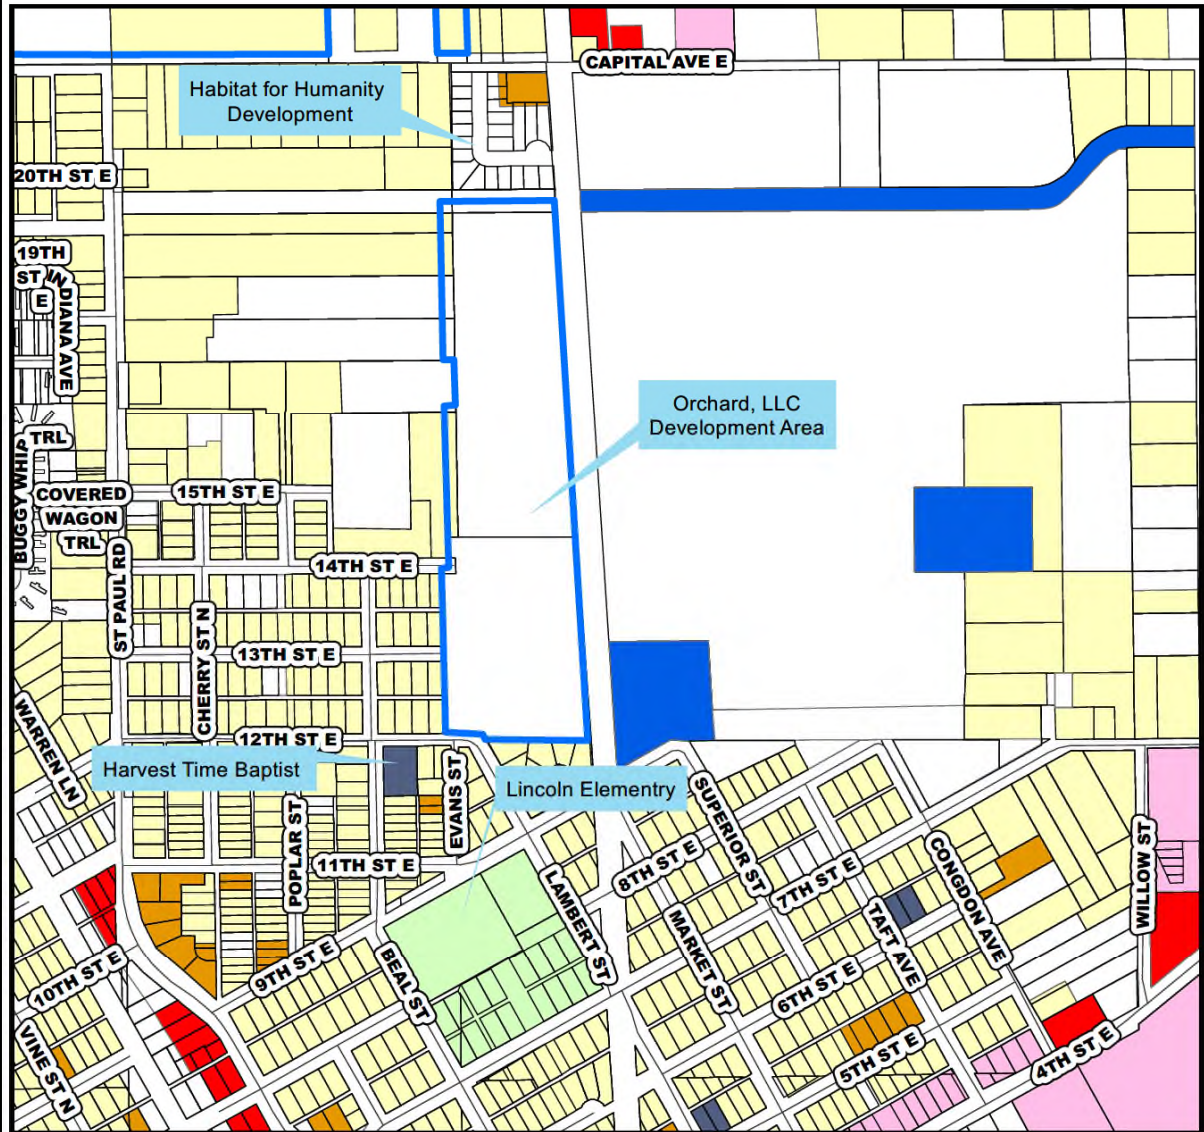 CAPITAL AVE E
Habitat for Humanity
Development
20TH ST E
19TH
ST
E
INDIANA AVE
Orchard, LLC
Development Area
BUGGY WHIP
TRL
COVERED
WAGON
TRL
15TH ST E
14TH ST E
ST PAUL RD
CHERRY ST N
13TH ST E
WARREN LN
12TH ST E
Harvest Time Baptist
EVANS ST
Lincoln Elementry
SUPERIOR ST
POPLAR ST
11TH ST E
8TH ST E
7TH ST E
CONGDON AVE
WILLOW ST
LAMBERT ST
MARKET ST
TAFT AVE
10TH ST E
9TH ST E
BEAL ST
6TH ST E
VINE ST N
5TH ST E
4TH ST E